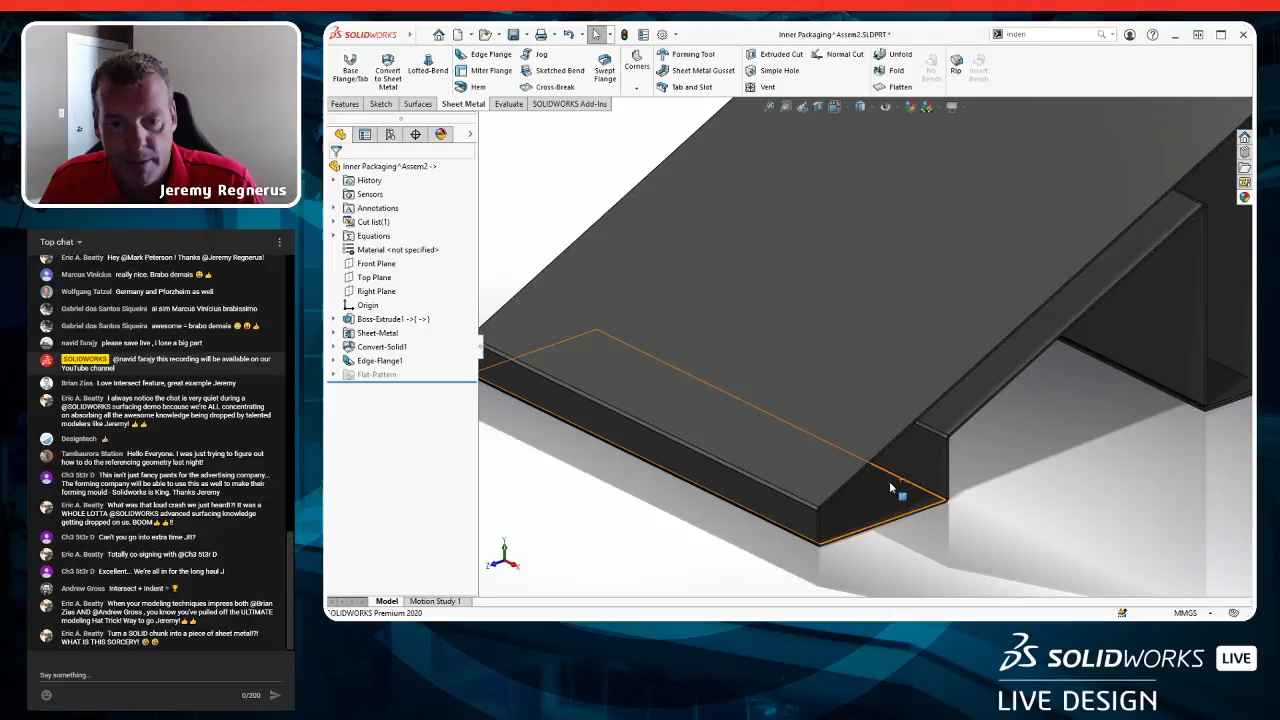 Jeremy Regnerus
Top chat
Eric A. Beatty Hey @Mark Peterson ! Thanks @Jeremy Regnerus!
Marcus Vinícius really nice. Brabo demais
Wolfgang Tatzel Germany and Pforzheim as well
Gabriel dos Santos Siqueira ai sim Marcus Vinícius brabissimo
Gabriel dos Santos Siqueira awesome = brabo demais
navid farajy please save live , i lose a big part
SOLIDWORKS @navid farajy this recording will be available on our
YouTube channel
Brian Zias Love Intersect feature, great example Jeremy
Eric A. Beatty I always notice the chat is very quiet during a
@SOLIDWORKS surfacing demo because we're ALL concentrating
on absorbing all the awesome knowledge being dropped by talented
modelers like Jeremy!
Designtech
Tambaurora Station Hello Everyone. I was just trying to figure out
how to do the referencing geometry last night!
Ch3 5t3r D This isn't just fancy pants for the advertising company...
The forming company will be able to use this as well to make their
forming mould - Solidworks is King. Thanks Jeremy
Eric A. Beatty What was that loud crash we just heard?!? It was a
WHOLE LOTTA @SOLIDWORKS advanced surfacing knowledge
getting dropped on us. BOOM
Ch3 5t3r D Can't you go into extra time JR?
Eric A. Beatty Totally co-signing with @Ch3 5t3r D
Ch3 5t3r D Excellent... We're all in for the long haul J
Andrew Gross Intersect + Indent =
Eric A. Beatty When your modeling techniques impress both @Brian
Zias AND @Andrew Gross , you know you've pulled off the ULTIMATE
modeling Hat Trick! Way to go Jeremy!
Eric A. Beatty Turn a SOLID chunk into a piece of sheet metal!?!
WHAT IS THIS SORCERY!
Say something...
0/200
SOLIDWORKS
Inner Packaging^Assem2.SLDPRT *
inden
Base
Flange/Tab
Convert
to Sheet
Metal
Lofted-Bend
Edge Flange
Miter Flange
Hem
Jog
Sketched Bend
Cross-Break
Swept
Flange
Corners
Forming Tool
Sheet Metal Gusset
Tab and Slot
Extruded Cut
Simple Hole
Vent
Normal Cut
Unfold
Fold
Flatten
No
Bends
Rip
Insert
Bends
Features
Sketch
Surfaces
Sheet Metal
Evaluate
SOLIDWORKS Add-Ins
Inner Packaging^Assem2 ->
History
Sensors
Annotations
Cut list(1)
Equations
Material <not specified>
Front Plane
Top Plane
Right Plane
Origin
Boss-Extrude1 ->{ ->}
Sheet-Metal
Convert-Solid1
Edge-Flange1
Flat-Pattern
Y
Z
X
Model
Motion Study 1
SOLIDWORKS Premium 2020
MMGS
SOLIDWORKS LIVE
LIVE DESIGN